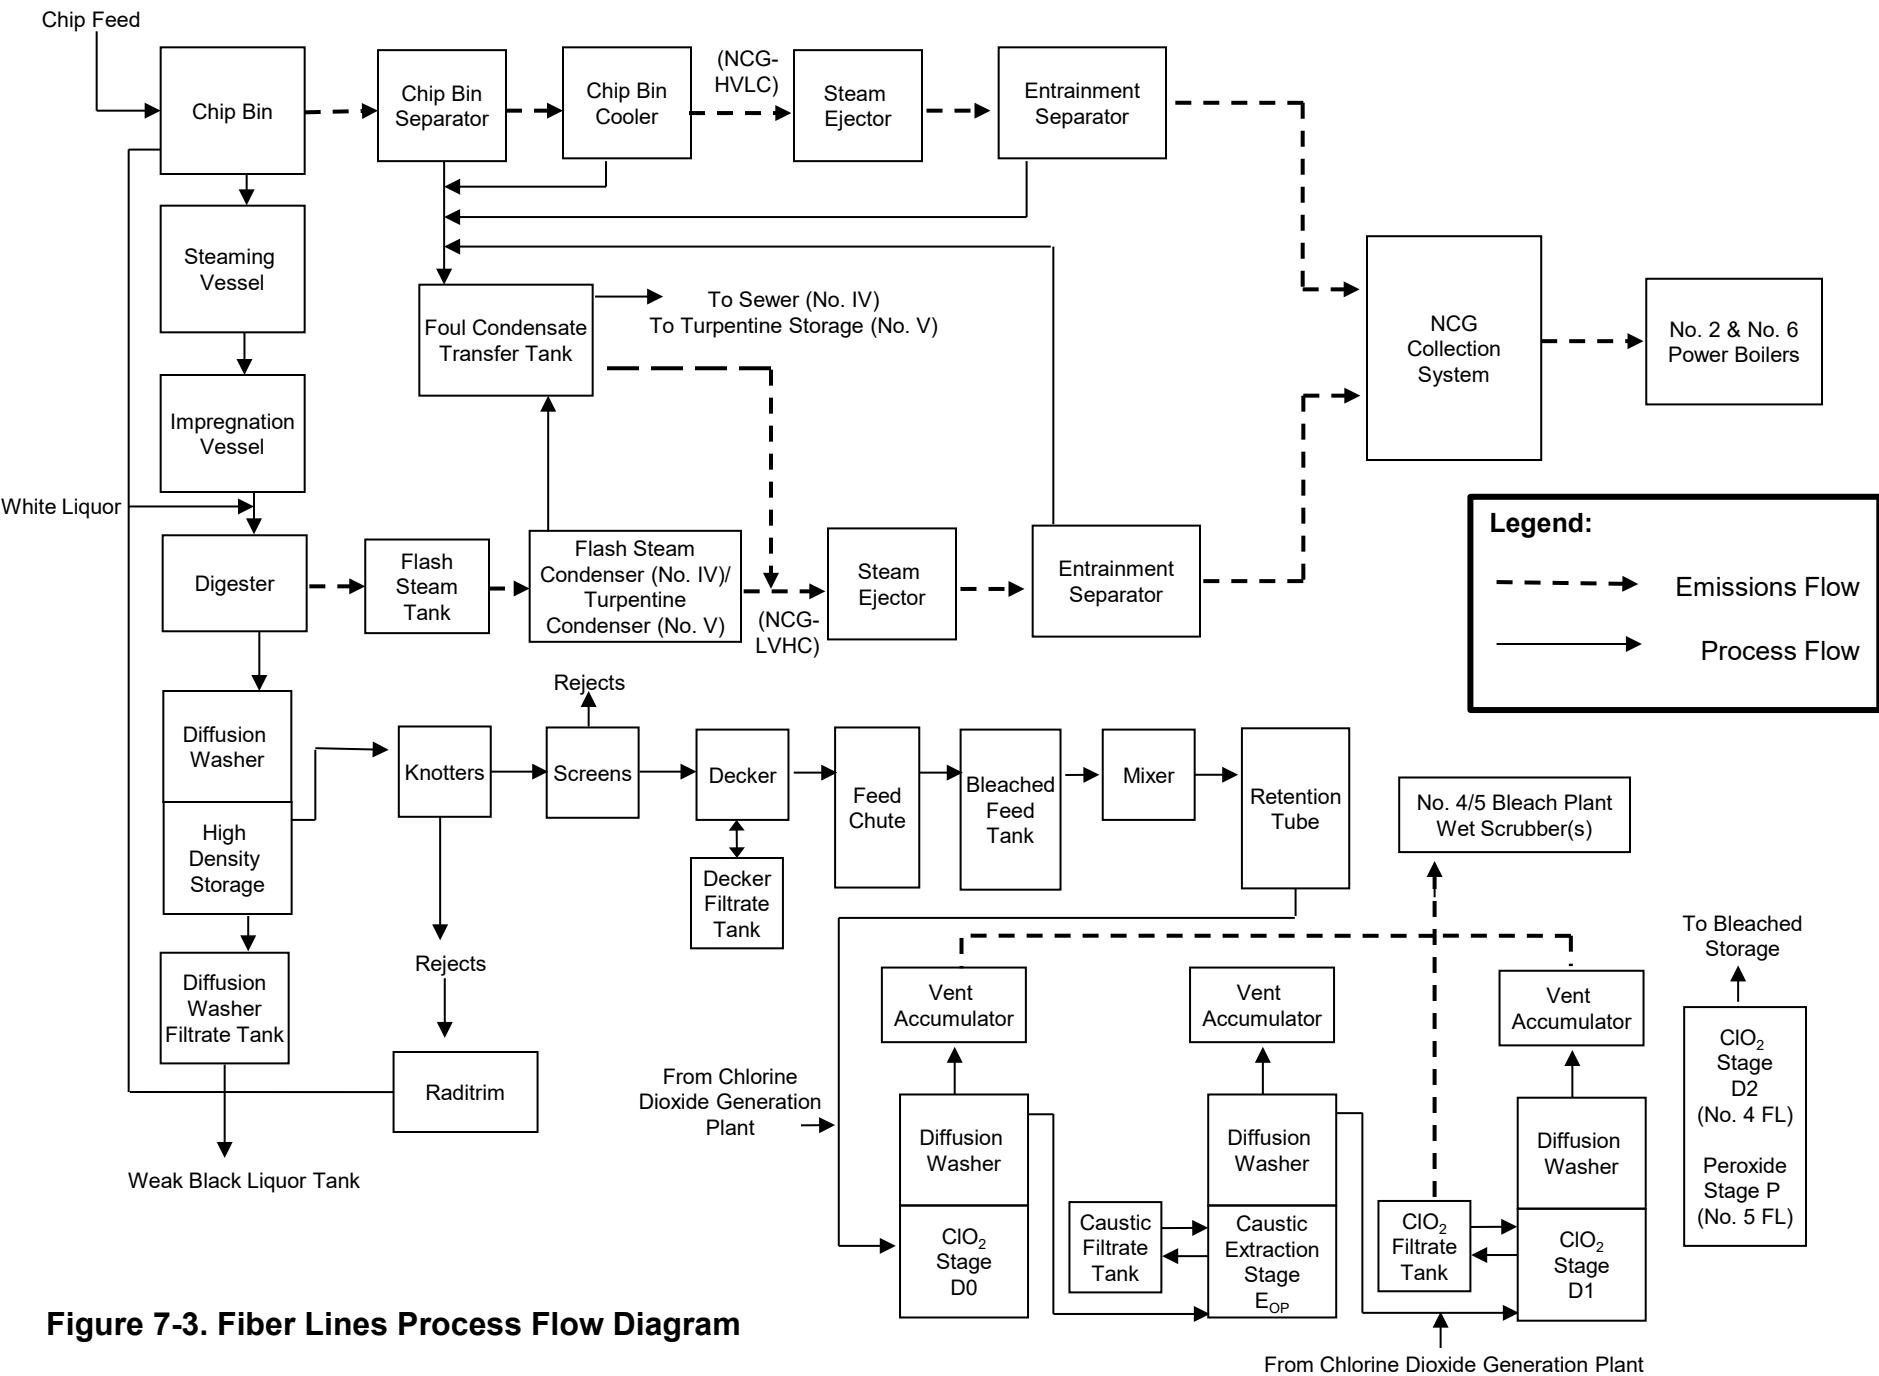 Chip Feed
Chip Bin
Chip Bin
Separator
Chip Bin
Cooler
(NCG-
HVLC)
Steam
Ejector
Entrainment
Separator
Steaming
Vessel
Foul Condensate
Transfer Tank
To Sewer (No. IV)
To Turpentine Storage (No. V)
NCG
Collection
System
No. 2 & No. 6
Power Boilers
Impregnation
Vessel
White Liquor
Digester
Flash
Steam
Tank
Flash Steam
Condenser (No. IV)/
Turpentine
Condenser (No. V)
(NCG-
LVHC)
Steam
Ejector
Entrainment
Separator
Legend:
Emissions Flow
Process Flow
Diffusion
Washer
High
Density
Storage
Knotters
Rejects
Screens
Decker
Decker
Filtrate
Tank
Feed
Chute
Bleached
Feed
Tank
Mixer
Retention
Tube
No. 4/5 Bleach Plant
Wet Scrubber(s)
Diffusion
Washer
Filtrate Tank
Rejects
Raditrim
Weak Black Liquor Tank
From Chlorine
Dioxide Generation
Plant
Vent
Accumulator
Diffusion
Washer
ClO2
Stage
D0
Vent
Accumulator
Diffusion
Washer
Caustic
Filtrate
Tank
Caustic
Extraction
Stage
EOP
Vent
Accumulator
Diffusion
Washer
ClO2
Filtrate
Tank
ClO2
Stage
D1
To Bleached
Storage
ClO2
Stage
D2
(No. 4 FL)
Peroxide
Stage P
(No. 5 FL)
From Chlorine Dioxide Generation Plant
Figure 7-3. Fiber Lines Process Flow Diagram